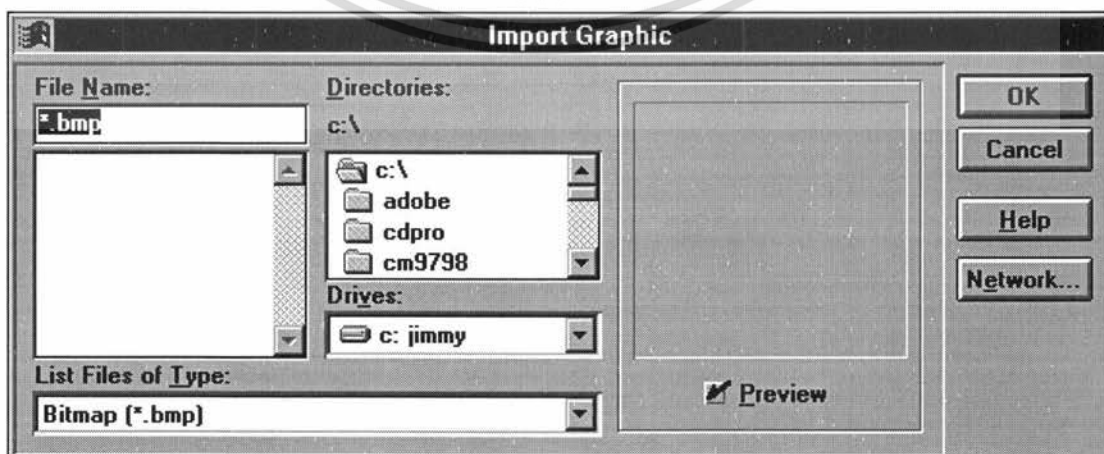 Import Graphic
File Name:
*.bmp
Directories:
c:\
c:\
adobe
cdpro
cm9798
Drives:
c: jimmy
List Files of Type:
Bitmap (*.bmp)
Preview
OK
Cancel
Help
Network...